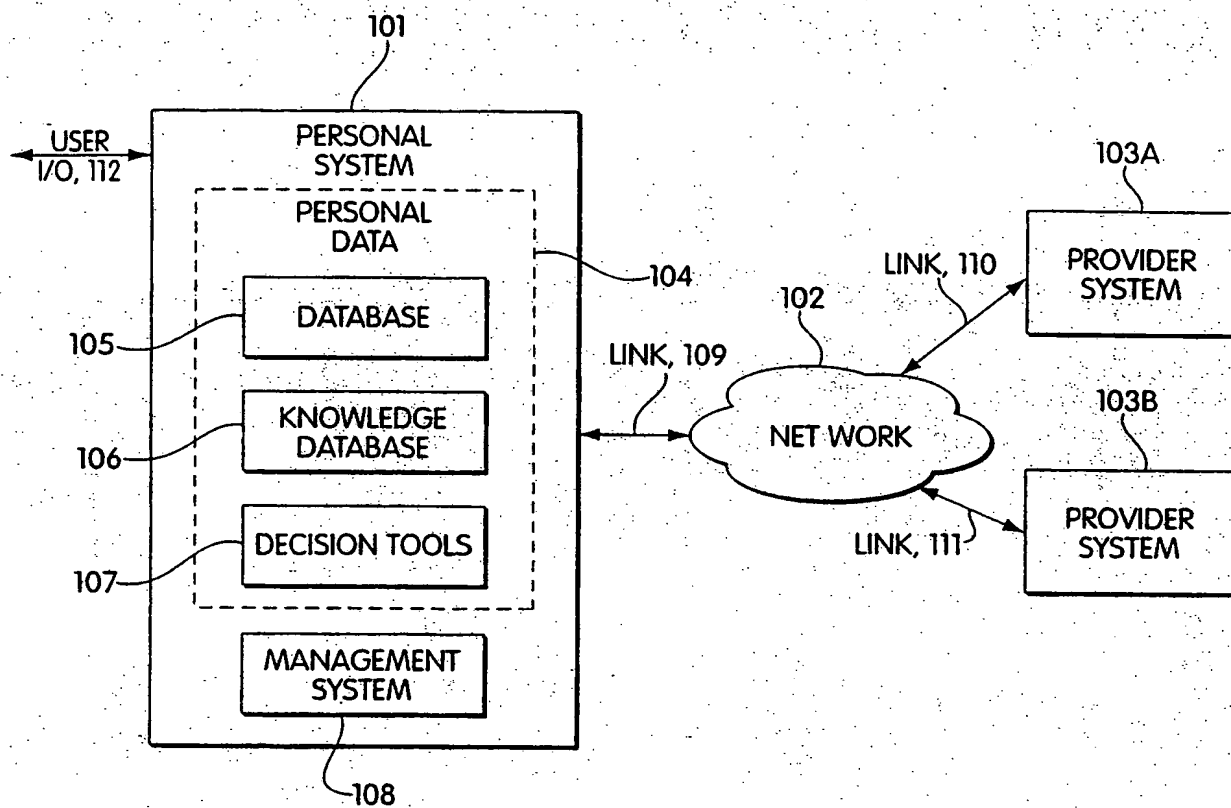 101
USER
I/O, 112
PERSONAL
SYSTEM
PERSONAL
DATA
104
DATABASE
105
KNOWLEDGE
DATABASE
106
DECISION TOOLS
107
MANAGEMENT
SYSTEM
108
LINK, 109
102
NET WORK
LINK, 110
103A
PROVIDER
SYSTEM
103B
PROVIDER
SYSTEM
LINK, 111